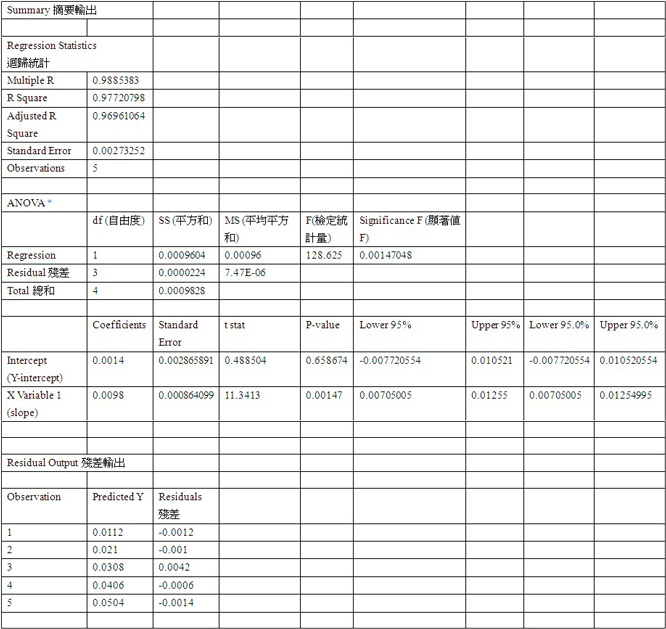 Summary 摘要輸出
Regression Statistics
迴歸統計
Multiple R 0.9885383
R Square 0.97720798
Adjusted R 0.96961064
Square
Standard Error 0.00273252
Observations 5
ANOVA *
df (自由度) SS (平方和) MS (平均平方 F(檢定統 Significance F (顯著值
和) 計量) F)
Regression 1 0.0009604 0.00096 128.625 0.00147048
Residual 殘差 3 0.0000224 7.47E-06
Total 總和 4 0.0009828
Coefficients Standard t stat P-value Lower 95% Upper 95% Lower 95.0% Upper 95.0%
Error
Intercept 0.0014 0.002865891 0.488504 0.658674 -0.007720554 0.010521 -0.007720554 0.010520554
(Y-intercept)
X Variable 1 0.0098 0.000864099 11.3413 0.00147 0.00705005 0.01255 0.00705005 0.01254995
(slope)
Residual Output 殘差輸出
Observation Predicted Y Residuals
殘差
1 0.0112 -0.0012
2 0.021 -0.001
3 0.0308 0.0042
4 0.0406 -0.0006
5 0.0504 -0.0014